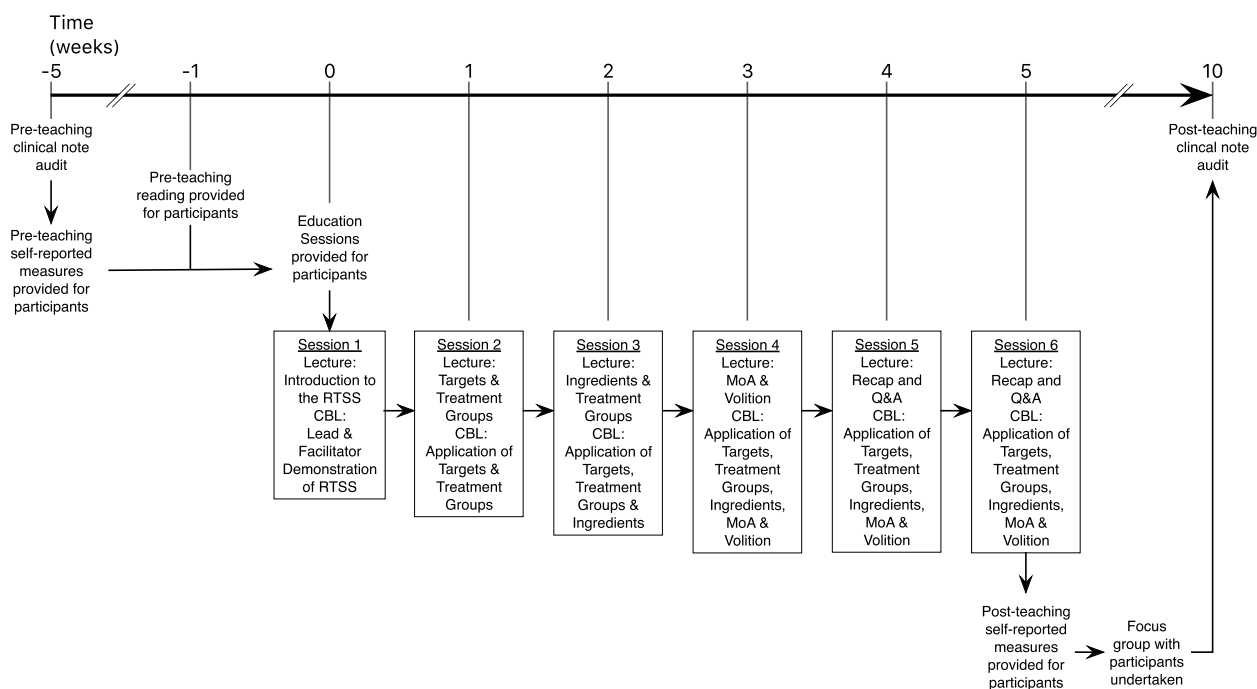 Time
(weeks)
-5
-1
0
1
2
3
4
5
10
Pre-teaching
clinical note
audit
Pre-teaching
self-reported
measures
provided for
participants
Pre-teaching
reading provided
for participants
Education
Sessions
provided for
participants
Session 1
Lecture:
Introduction to
the RTSS
CBL:
Lead &
Facilitator
Demonstration
of RTSS
Session 2
Lecture:
Targets &
Treatment
Groups
CBL:
Application of
Targets &
Treatment
Groups
Session 3
Lecture:
Ingredients &
Treatment
Groups
CBL:
Application of
Targets,
Treatment
Groups &
Ingredients
Session 4
Lecture:
MoA &
Volition
CBL:
Application of
Targets,
Treatment
Groups,
Ingredients,
MoA &
Volition
Session 5
Lecture:
Recap and
Q&A
CBL:
Application of
Targets,
Treatment
Groups,
Ingredients,
MoA &
Volition
Session 6
Lecture:
Recap and
Q&A
CBL:
Application of
Targets,
Treatment
Groups,
Ingredients,
MoA &
Volition
Post-teaching
self-reported
measures
provided for
participants
Focus
group with
participants
undertaken
Post-teaching
clincal note
audit